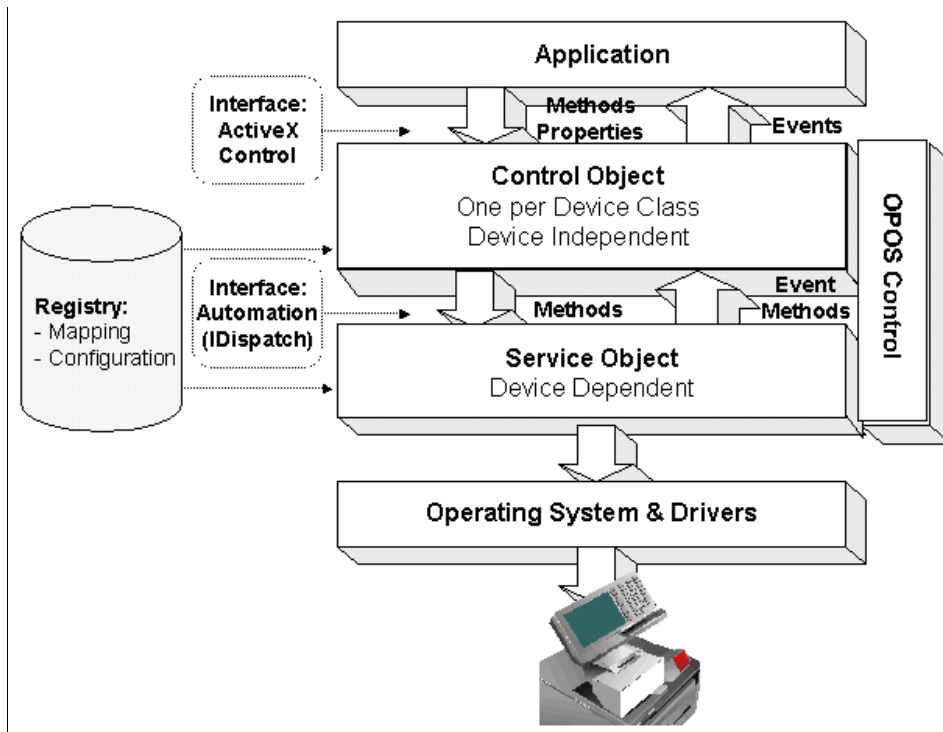 Application
Interface:
ActiveX
Control
Methods
Properties
Events
Control Object
One per Device Class
Device Independent
OPOS Control
Registry:
- Mapping
- Configuration
Interface:
Automation
(IDispatch)
Methods
Event
Methods
Service Object
Device Dependent
Operating System & Drivers